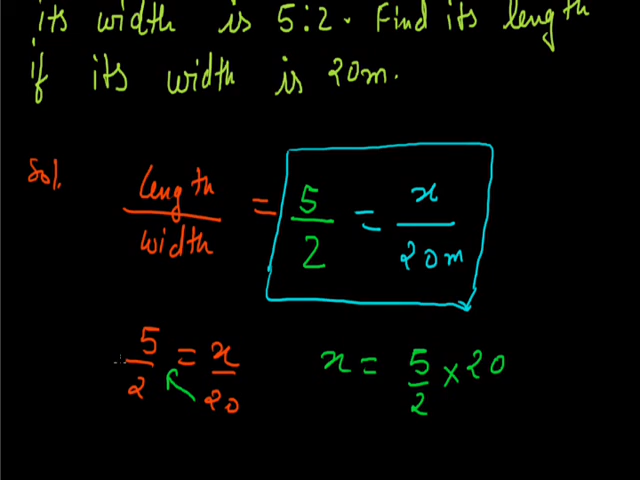 its width is 5:2. Find its length
if its width is 20m.
Sol. length/width = 5/2 = x/20m
5/2 = x/20 x = 5/2 × 20